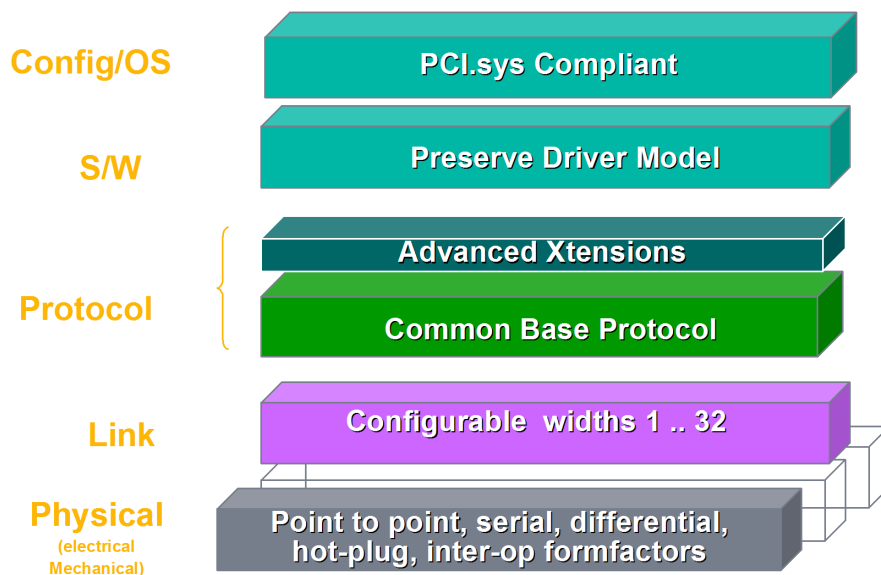 Config/OS
PCI.sys Compliant
S/W
Preserve Driver Model
Protocol
Advanced Xtensions
Common Base Protocol
Link
Configurable widths 1 .. 32
Physical
(electrical
Mechanical)
Point to point, serial, differential,
hot-plug, inter-op formfactors